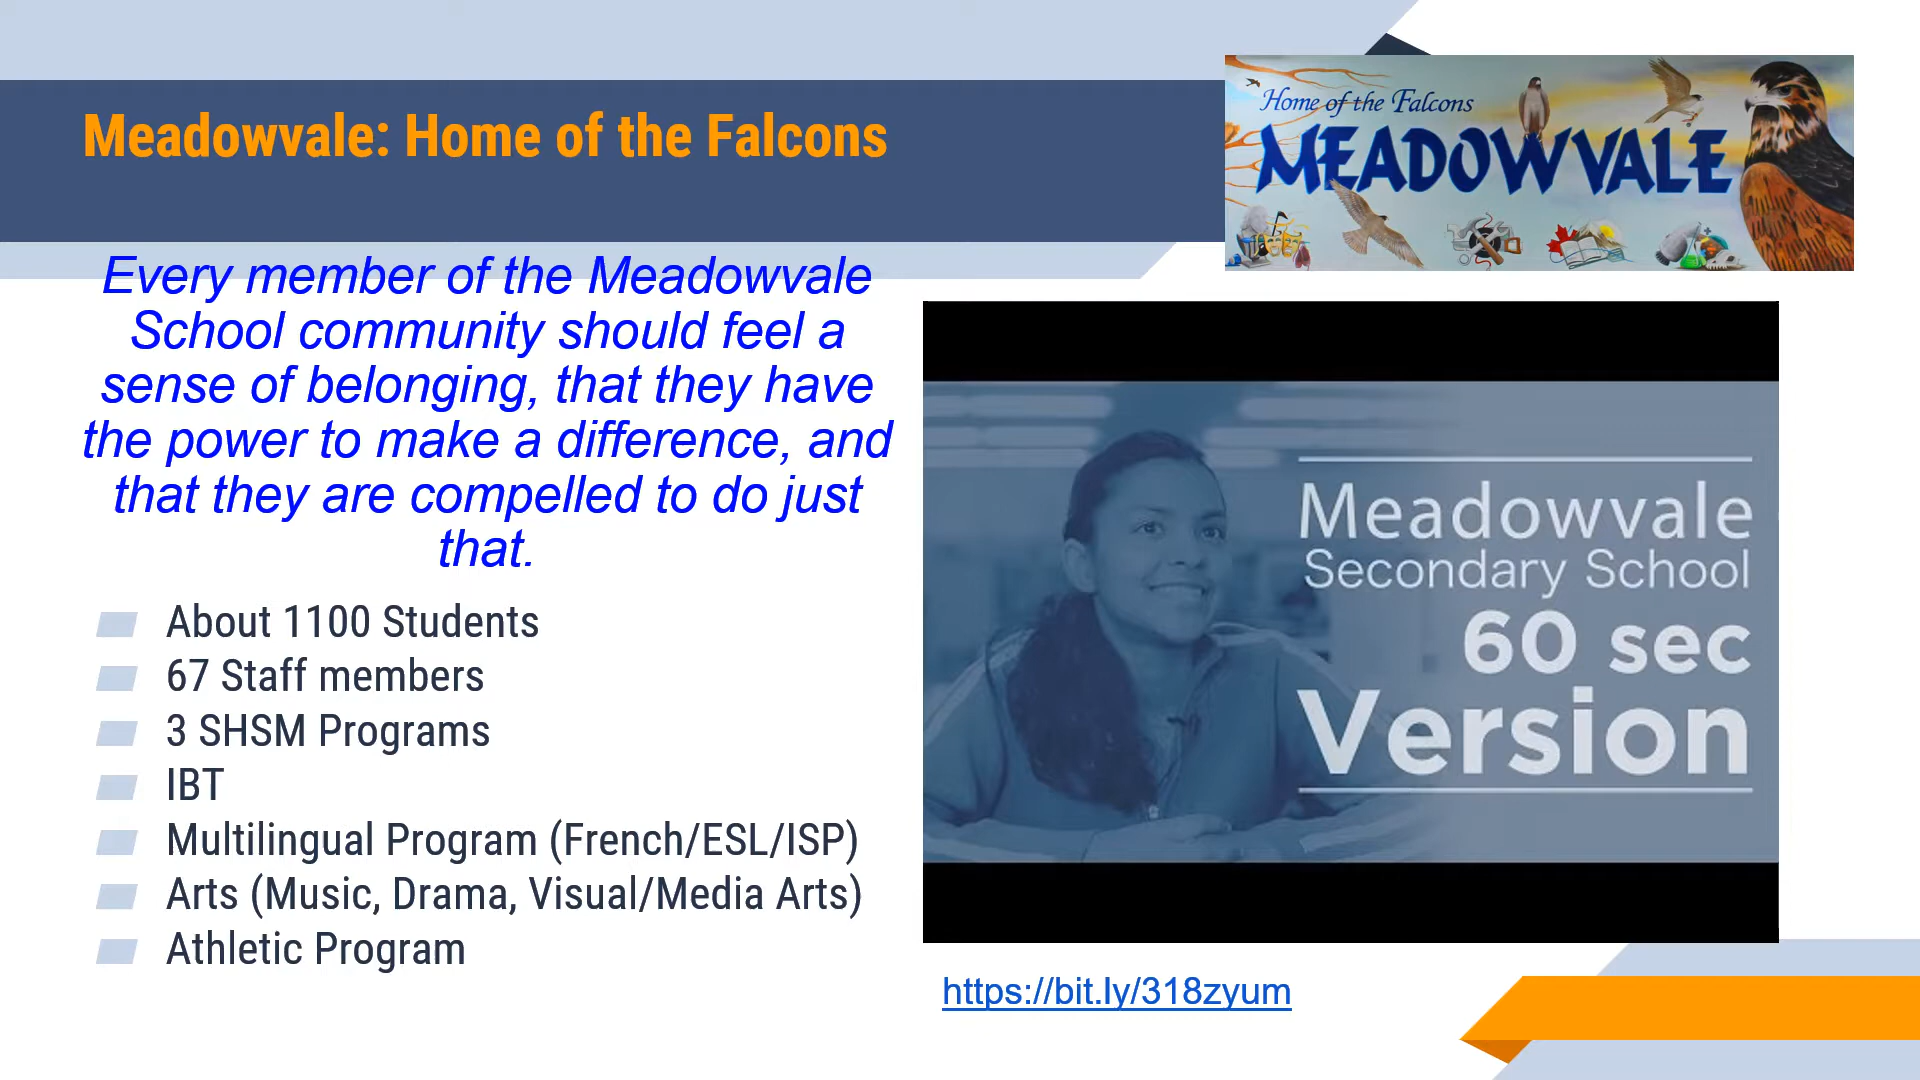 Meadowvale: Home of the Falcons
Home of the Falcons
MEADOWVALE
Every member of the Meadowvale
School community should feel a
sense of belonging, that they have
the power to make a difference, and
that they are compelled to do just
that.
About 1100 Students
67 Staff members
3 SHSM Programs
IBT
Multilingual Program (French/ESL/ISP)
Arts (Music, Drama, Visual/Media Arts)
Athletic Program
Meadowvale
Secondary School
60 sec
Version
https://bit.ly/318zyum